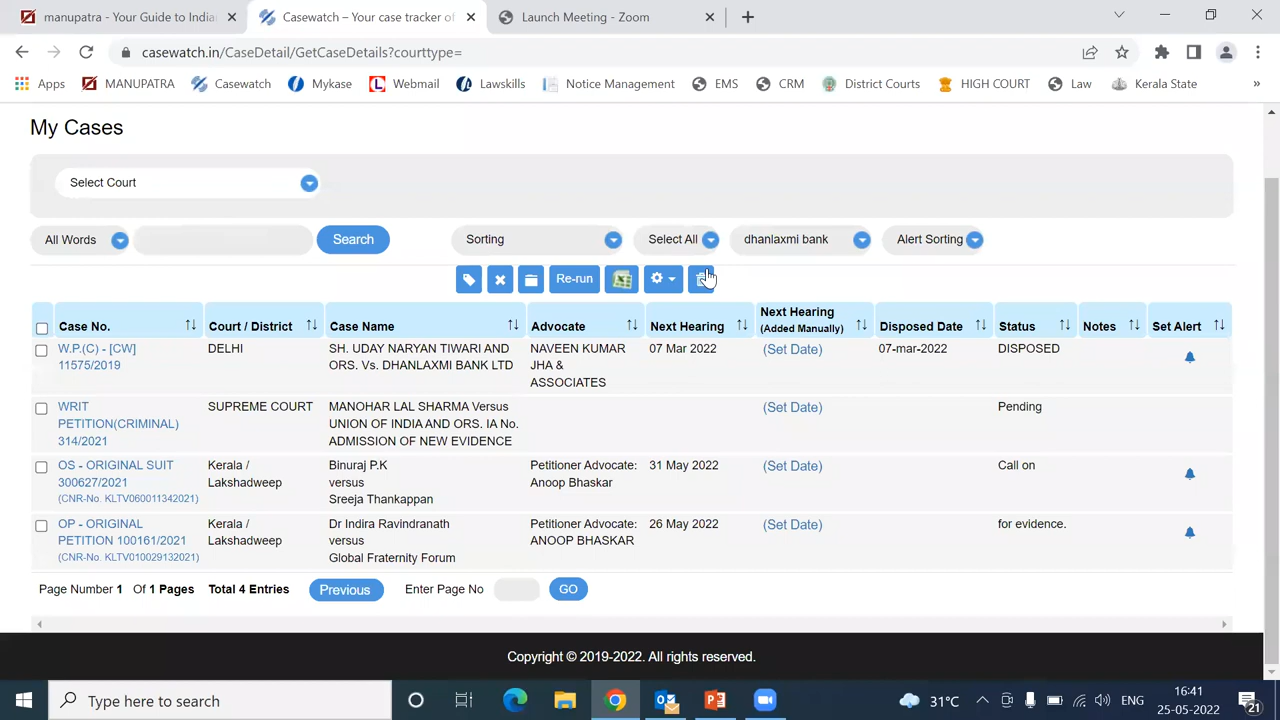 manupatra - Your Guide to India
Casewatch – Your case tracker of
Launch Meeting - Zoom
casewatch.in/CaseDetail/GetCaseDetails?courttype=
Apps MANUPATRA Casewatch Mykase Webmail Lawskills Notice Management EMS CRM District Courts HIGH COURT Law Kerala State »
My Cases
Select Court
All Words Search Sorting Select All dhanlaxmi bank Alert Sorting
Re-run
Case No. Court / District Case Name Advocate Next Hearing Next Hearing (Added Manually) Disposed Date Status Notes Set Alert
W.P.(C) - [CW] DELHI SH. UDAY NARYAN TIWARI AND NAVEEN KUMAR 07 Mar 2022 (Set Date) 07-mar-2022 DISPOSED
11575/2019 ORS. Vs. DHANLAXMI BANK LTD JHA &
ASSOCIATES
WRIT SUPREME COURT MANOHAR LAL SHARMA Versus (Set Date) Pending
PETITION(CRIMINAL) UNION OF INDIA AND ORS. IA No.
314/2021 ADMISSION OF NEW EVIDENCE
OS - ORIGINAL SUIT Kerala / Binuraj P.K Petitioner Advocate: 31 May 2022 (Set Date) Call on
300627/2021 Lakshadweep versus Anoop Bhaskar
(CNR-No. KLTV060011342021) Sreeja Thankappan
OP - ORIGINAL Kerala / Dr Indira Ravindranath Petitioner Advocate: 26 May 2022 (Set Date) for evidence.
PETITION 100161/2021 Lakshadweep versus ANOOP BHASKAR
(CNR-No. KLTV010029132021) Global Fraternity Forum
Page Number 1 Of 1 Pages Total 4 Entries Previous Enter Page No GO
Copyright © 2019-2022. All rights reserved.
Type here to search
31°C ENG
16:41
25-05-2022
21